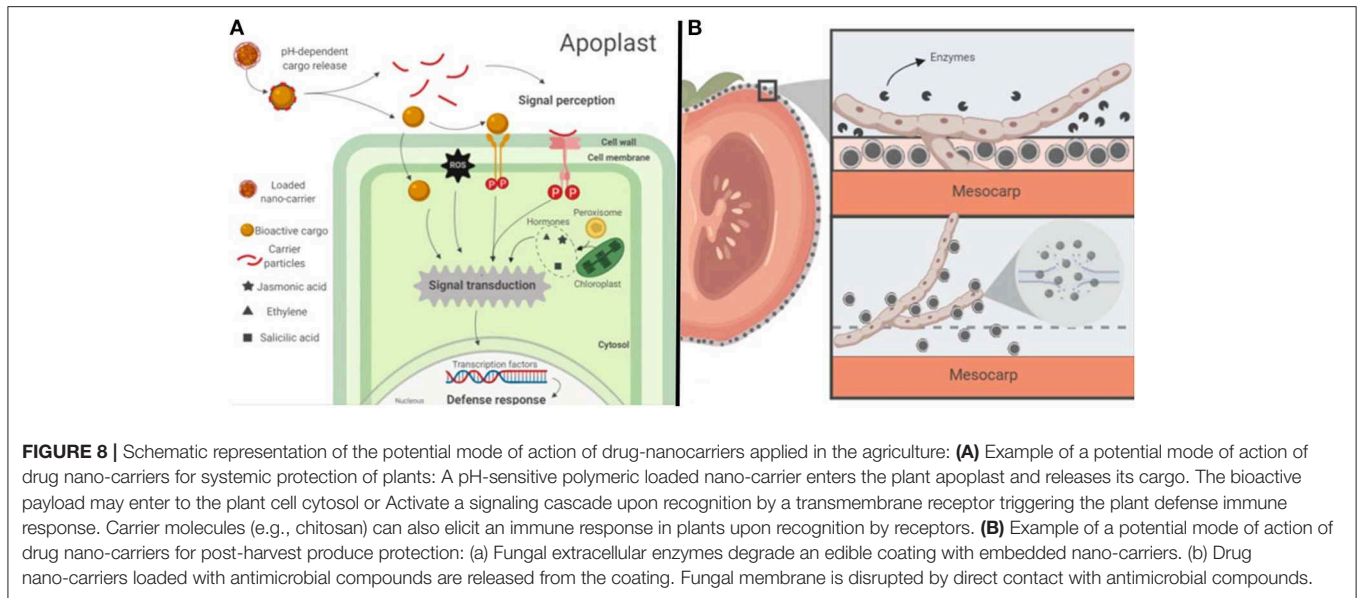 A
Apoplast
pH-dependent
cargo release
Signal perception
Cell wall
Cell membrane
ROS
P P
P P
Loaded
nano-carrier
Bioactive cargo
Carrier
particles
Jasmonic acid
Ethylene
Salicilic acid
Hormones
Peroxisome
Chloroplast
Signal transduction
Cytosol
Transcription factors
Nucleous
Defense response
B
Enzymes
Mesocarp
Mesocarp
FIGURE 8 | Schematic representation of the potential mode of action of drug-nanocarriers applied in the agriculture: (A) Example of a potential mode of action of
drug nano-carriers for systemic protection of plants: A pH-sensitive polymeric loaded nano-carrier enters the plant apoplast and releases its cargo. The bioactive
payload may enter to the plant cell cytosol or Activate a signaling cascade upon recognition by a transmembrane receptor triggering the plant defense immune
response. Carrier molecules (e.g., chitosan) can also elicit an immune response in plants upon recognition by receptors. (B) Example of a potential mode of action of
drug nano-carriers for post-harvest produce protection: (a) Fungal extracellular enzymes degrade an edible coating with embedded nano-carriers. (b) Drug
nano-carriers loaded with antimicrobial compounds are released from the coating. Fungal membrane is disrupted by direct contact with antimicrobial compounds.